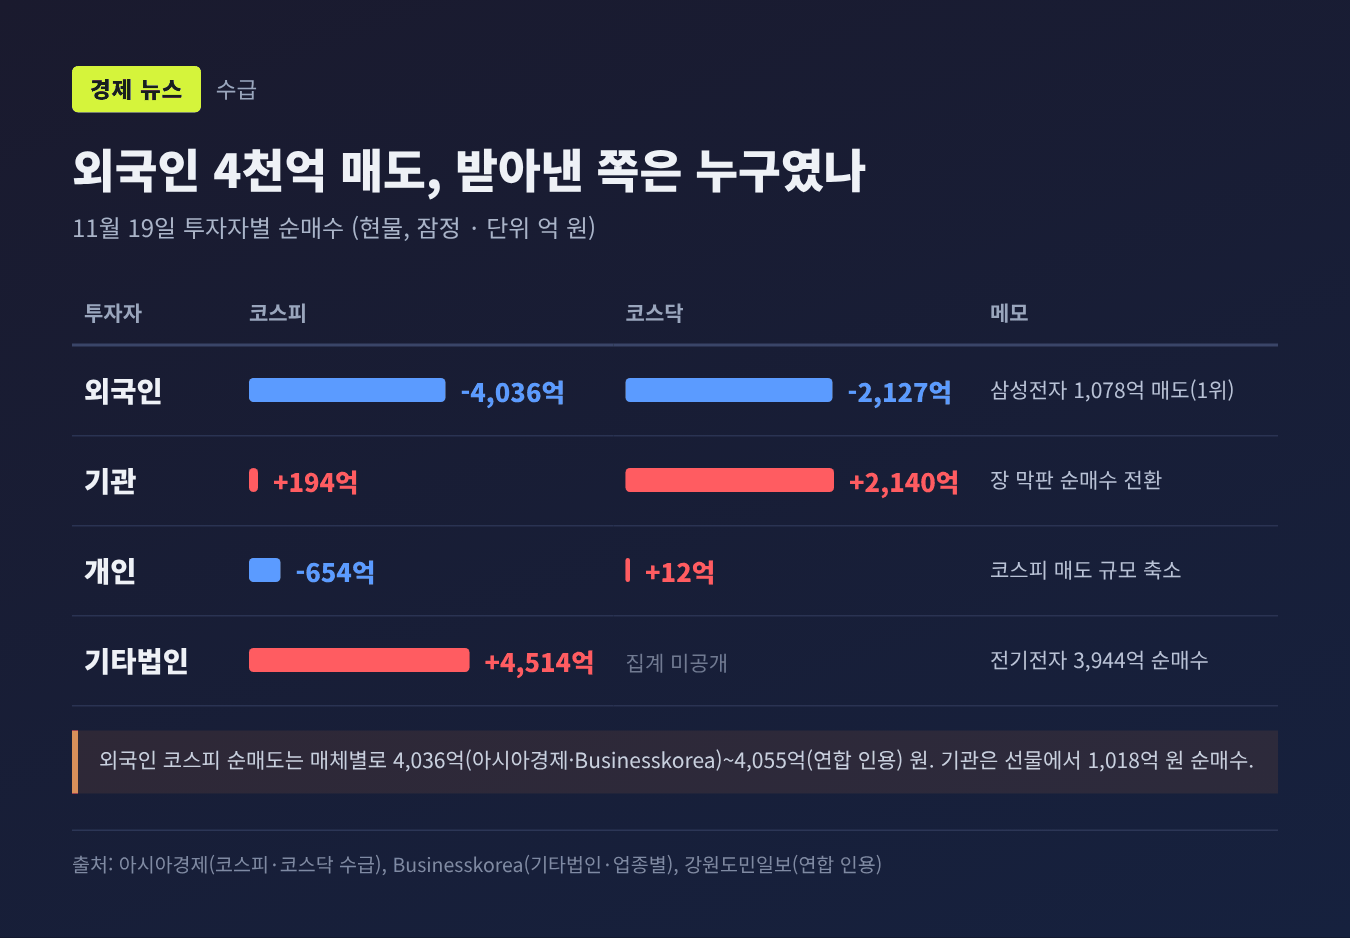 경제 뉴스 수급
외국인 4천억 매도, 받아낸 쪽은 누구였나
11월 19일 투자자별 순매수 (현물, 잠정 · 단위 억 원)
투자자 코스피 코스닥 메모
외국인 -4,036억 -2,127억 삼성전자 1,078억 매도(1위)
기관 +194억 +2,140억 장 막판 순매수 전환
개인 -654억 +12억 코스피 매도 규모 축소
기타법인 +4,514억 집계 미공개 전기전자 3,944억 순매수
외국인 코스피 순매도는 매체별로 4,036억(아시아경제·Businesskorea)~4,055억(연합 인용) 원. 기관은 선물에서 1,018억 원 순매수.
출처: 아시아경제(코스피·코스닥 수급), Businesskorea(기타법인·업종별), 강원도민일보(연합 인용)